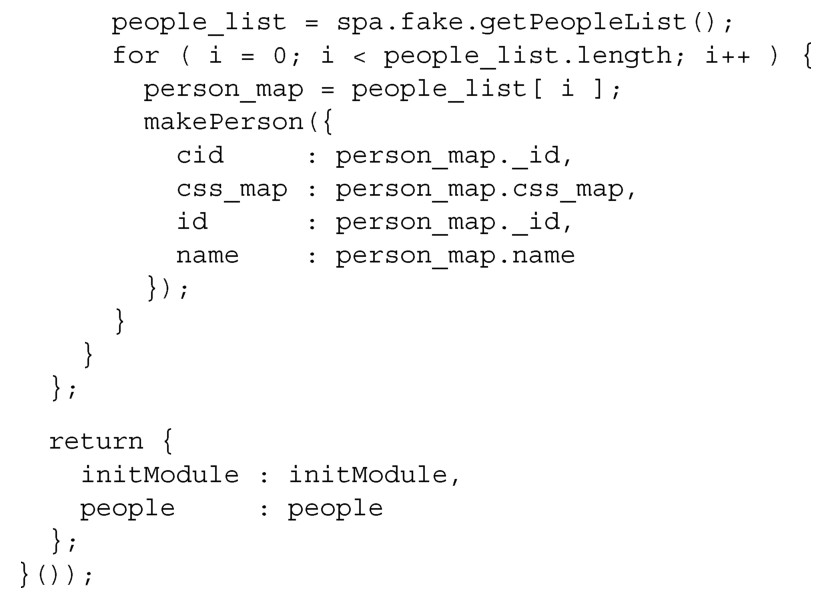 people_list = spa.fake.getPeopleList();
      for ( i = 0; i < people_list.length; i++ ) {
        person_map = people_list[ i ];
        makePerson({
          cid     : person_map._id,
          css_map : person_map.css_map,
          id      : person_map._id,
          name    : person_map.name
        });
      }
    }
  };

  return {
    initModule : initModule,
    people     : people
  };
}());